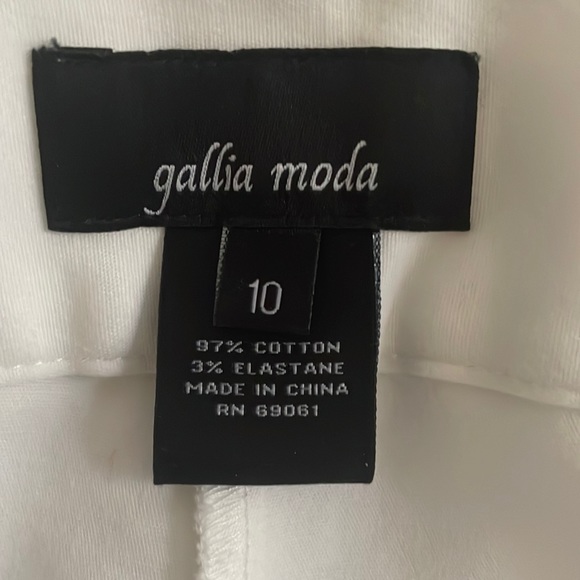 gallia moda
10
97% COTTON
3% ELASTANE
MADE IN CHINA
RN 69061